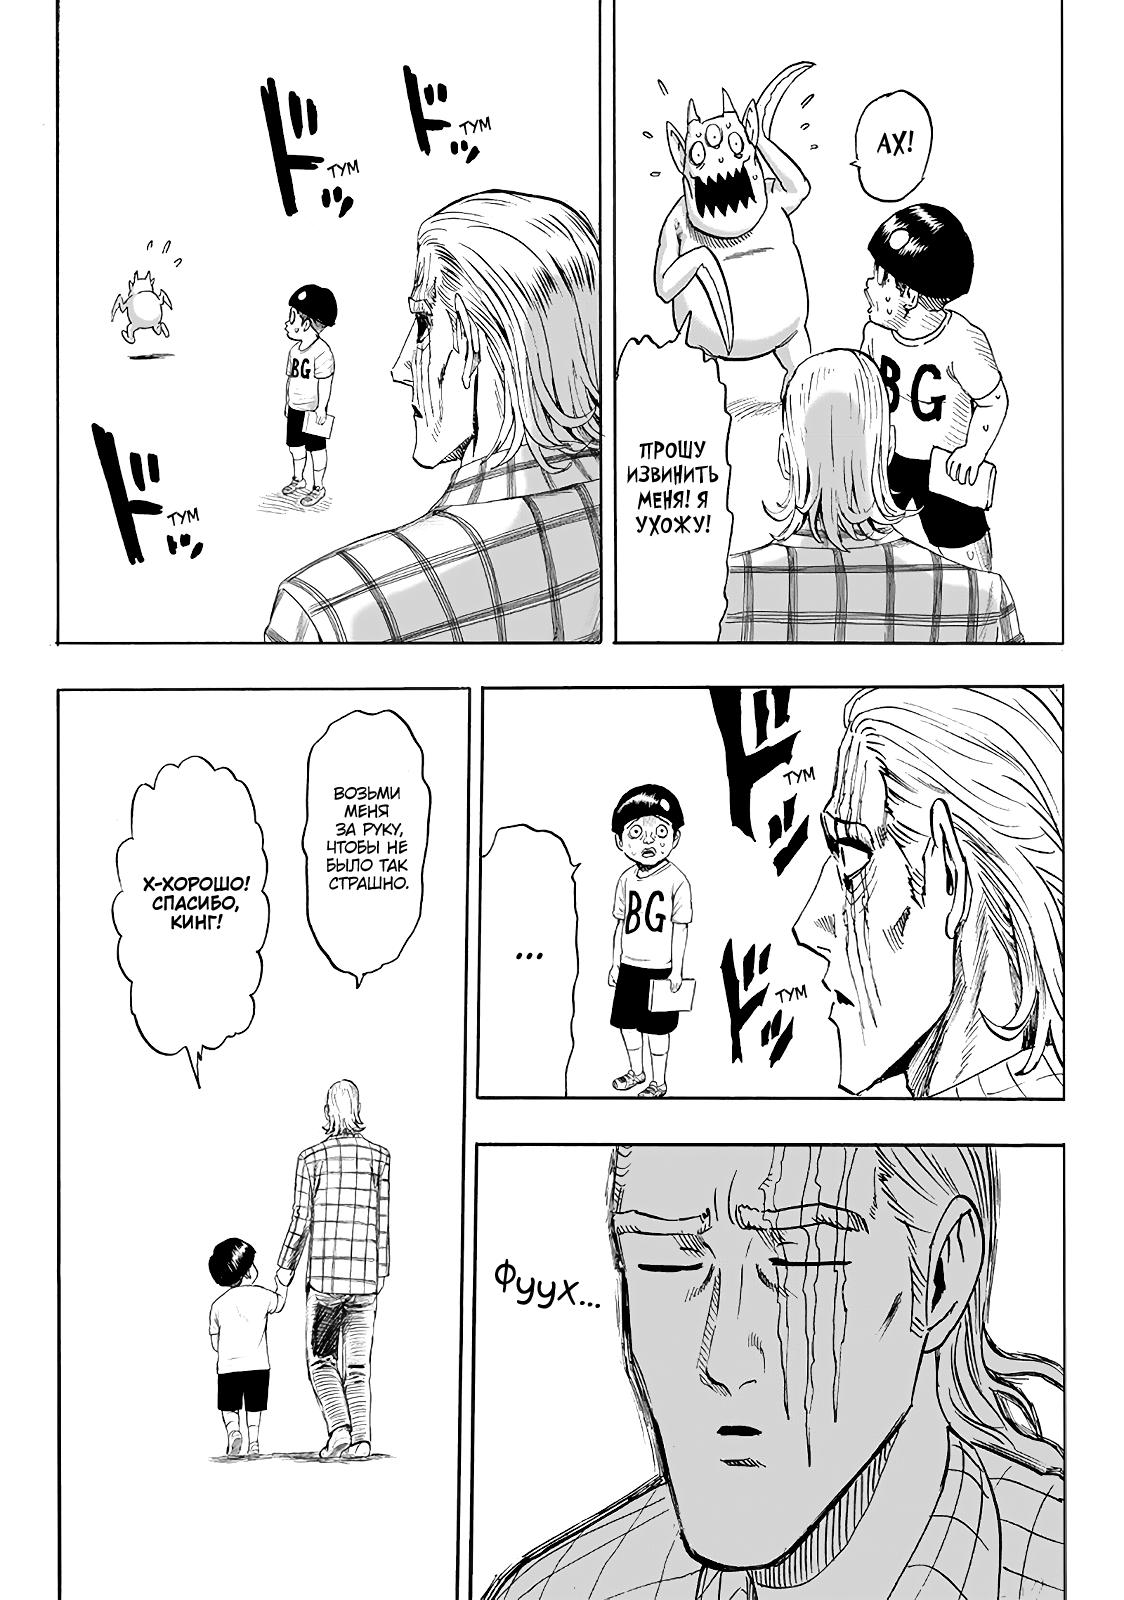 АХ!
BG
ПРОШУ
ИЗВИНИТЬ
МЕНЯ! Я
УХОЖУ!
ド
ТУМ
ッ
ド
ТУМ
ッ
BG
ド
ТУМ
ッ
ド
ТУМ
ッ
BG
...
ド
ТУМ
ッ
Фуух...
ВОЗЬМИ
МЕНЯ
ЗА РУКУ,
ЧТОБЫ НЕ
БЫЛО ТАК
СТРАШНО.
Х-ХОРОШО!
СПАСИБО,
КИНГ!